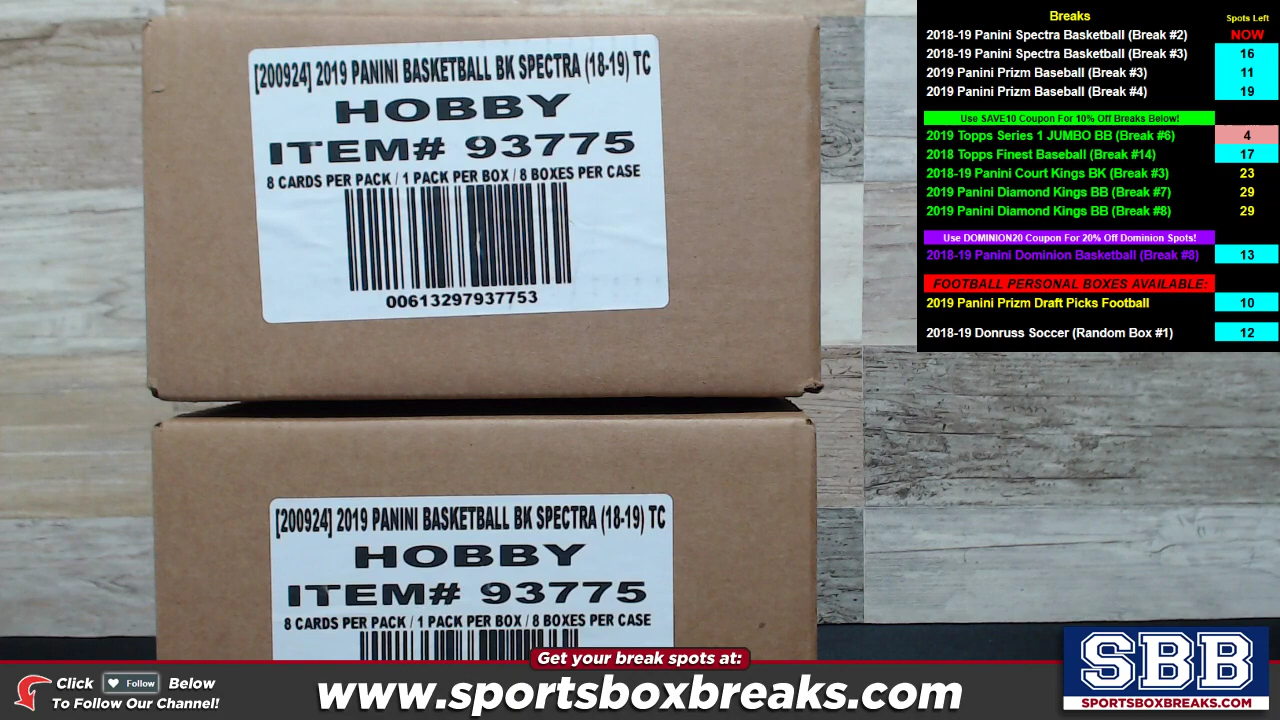 [200924] 2019 PANINI BASKETBALL BK SPECTRA (18-19) TC
HOBBY
ITEM# 93775
8 CARDS PER PACK / 1 PACK PER BOX / 8 BOXES PER CASE
00613297937753
[200924] 2019 PANINI BASKETBALL BK SPECTRA (18-19) TC
HOBBY
ITEM# 93775
8 CARDS PER PACK / 1 PACK PER BOX / 8 BOXES PER CASE
Breaks Spots Left
2018-19 Panini Spectra Basketball (Break #2) NOW
2018-19 Panini Spectra Basketball (Break #3) 16
2019 Panini Prizm Baseball (Break #3) 11
2019 Panini Prizm Baseball (Break #4) 19
Use SAVE10 Coupon For 10% Off Breaks Below!
2019 Topps Series 1 JUMBO BB (Break #6) 4
2018 Topps Finest Baseball (Break #14) 17
2018-19 Panini Court Kings BK (Break #3) 23
2019 Panini Diamond Kings BB (Break #7) 29
2019 Panini Diamond Kings BB (Break #8) 29
Use DOMINION20 Coupon For 20% Off Dominion Spots!
2018-19 Panini Dominion Basketball (Break #8) 13
FOOTBALL PERSONAL BOXES AVAILABLE:
2019 Panini Prizm Draft Picks Football 10
2018-19 Donruss Soccer (Random Box #1) 12
Get your break spots at:
Click Follow Below
To Follow Our Channel!
www.sportsboxbreaks.com
SBB
SPORTSBOXBREAKS.COM